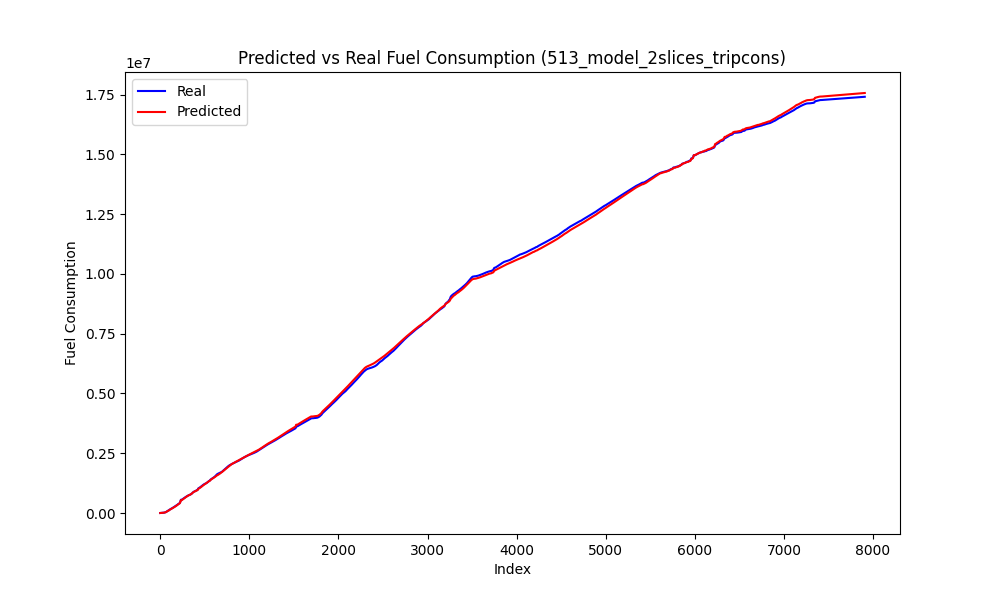 Predicted vs Real Fuel Consumption (513_model_2slices_tripcons)
1e7
Real
Predicted
1.75
1.50
1.25
1.00
0.75
0.50
0.25
0.00
Fuel Consumption
0 1000 2000 3000 4000 5000 6000 7000 8000
Index